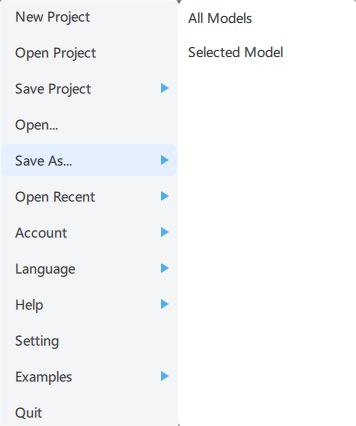 New Project
Open Project
Save Project
Open...
Save As...
Open Recent
Account
Language
Help
Setting
Examples
Quit
All Models
Selected Model